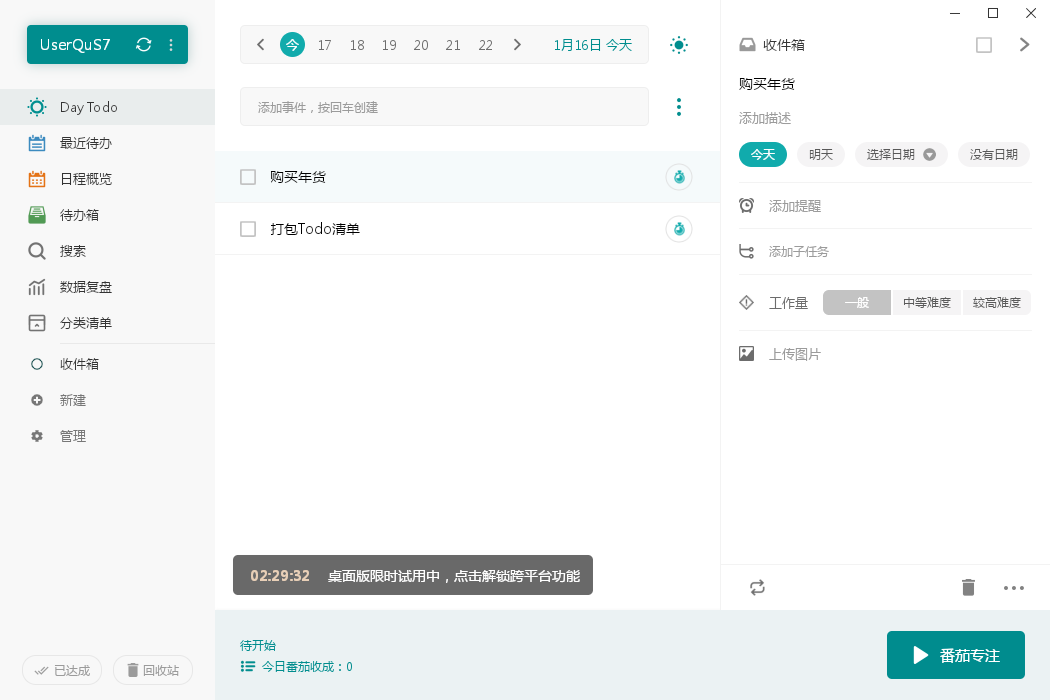 UserQuS7
Day Todo
最近待办
日程概览
待办箱
搜索
数据复盘
分类清单
收件箱
新建
管理
已达成
回收站
今 17 18 19 20 21 22 1月16日 今天
添加事件，按回车创建
购买年货
打包Todo清单
02:29:32 桌面版限时试用中，点击解锁跨平台功能
待开始
今日番茄收成：0
番茄专注
收件箱
购买年货
添加描述
今天 明天 选择日期 没有日期
添加提醒
添加子任务
工作量 一般 中等难度 较高难度
上传图片